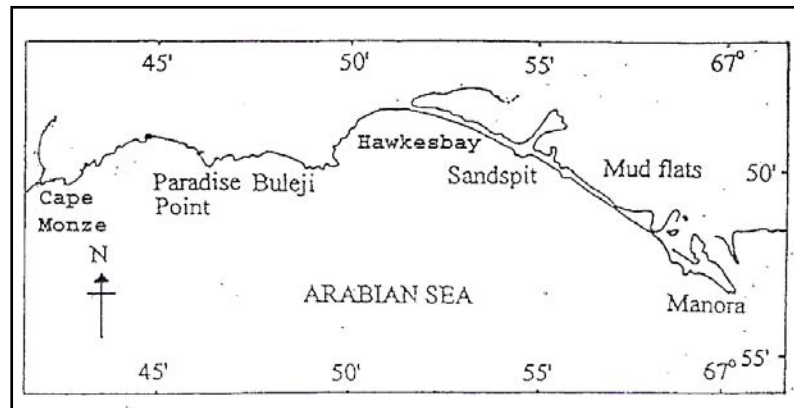 45' 50' 55' 67°
Hawkesbay
50'
Mud flats
Sandspit
Paradise Buleji
Point
Cape
Monze
N
ARABIAN SEA
Manora
55'
45' 50' 55' 67°